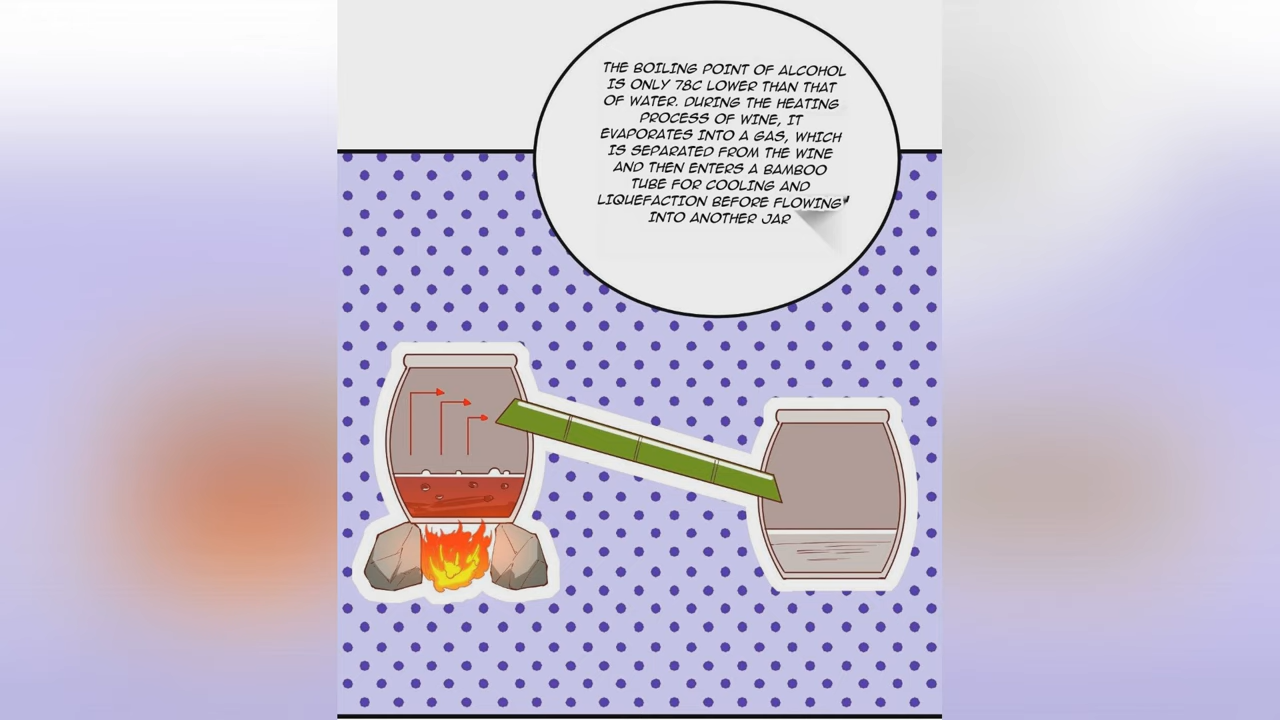 THE BOILING POINT OF ALCOHOL
IS ONLY 78C LOWER THAN THAT
OF WATER. DURING THE HEATING
PROCESS OF WINE, IT
EVAPORATES INTO A GAS, WHICH
IS SEPARATED FROM THE WINE
AND THEN ENTERS A BAMBOO
TUBE FOR COOLING AND
LIQUEFACTION BEFORE FLOWING
INTO ANOTHER JAR